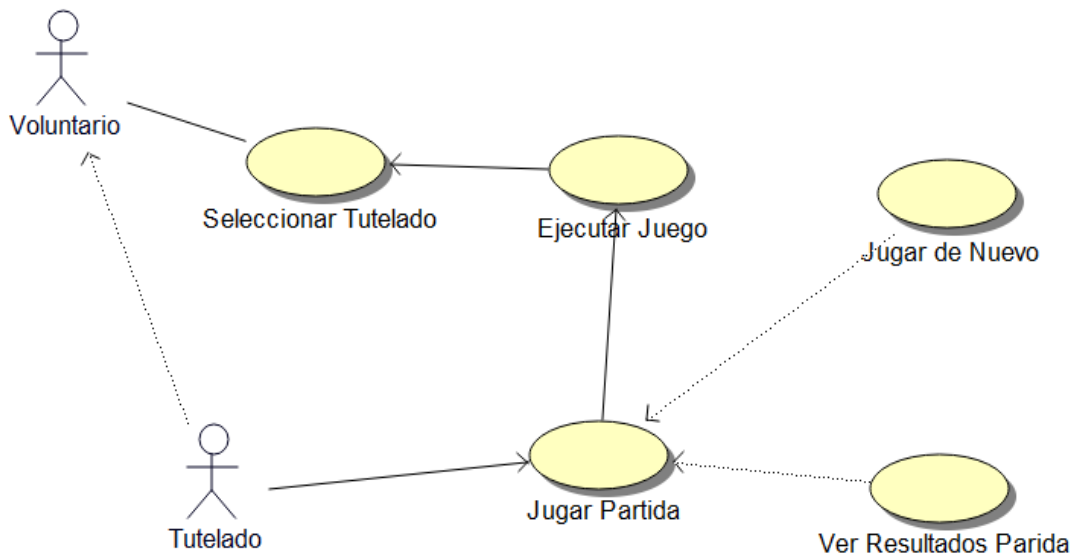 Voluntario
Seleccionar Tutelado
Ejecutar Juego
Jugar de Nuevo
Tutelado
Jugar Partida
Ver Resultados Parida